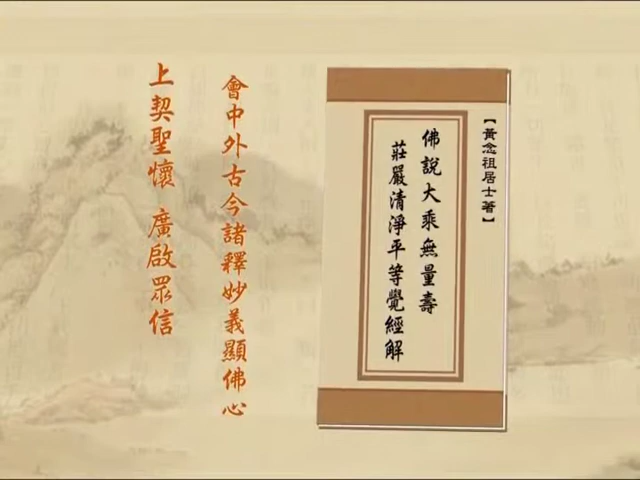 【黃念祖居士著】
佛說大乘無量壽
莊嚴清淨平等覺經解
會中外古今諸釋妙義顯佛心
上契聖懷 廣啟眾信